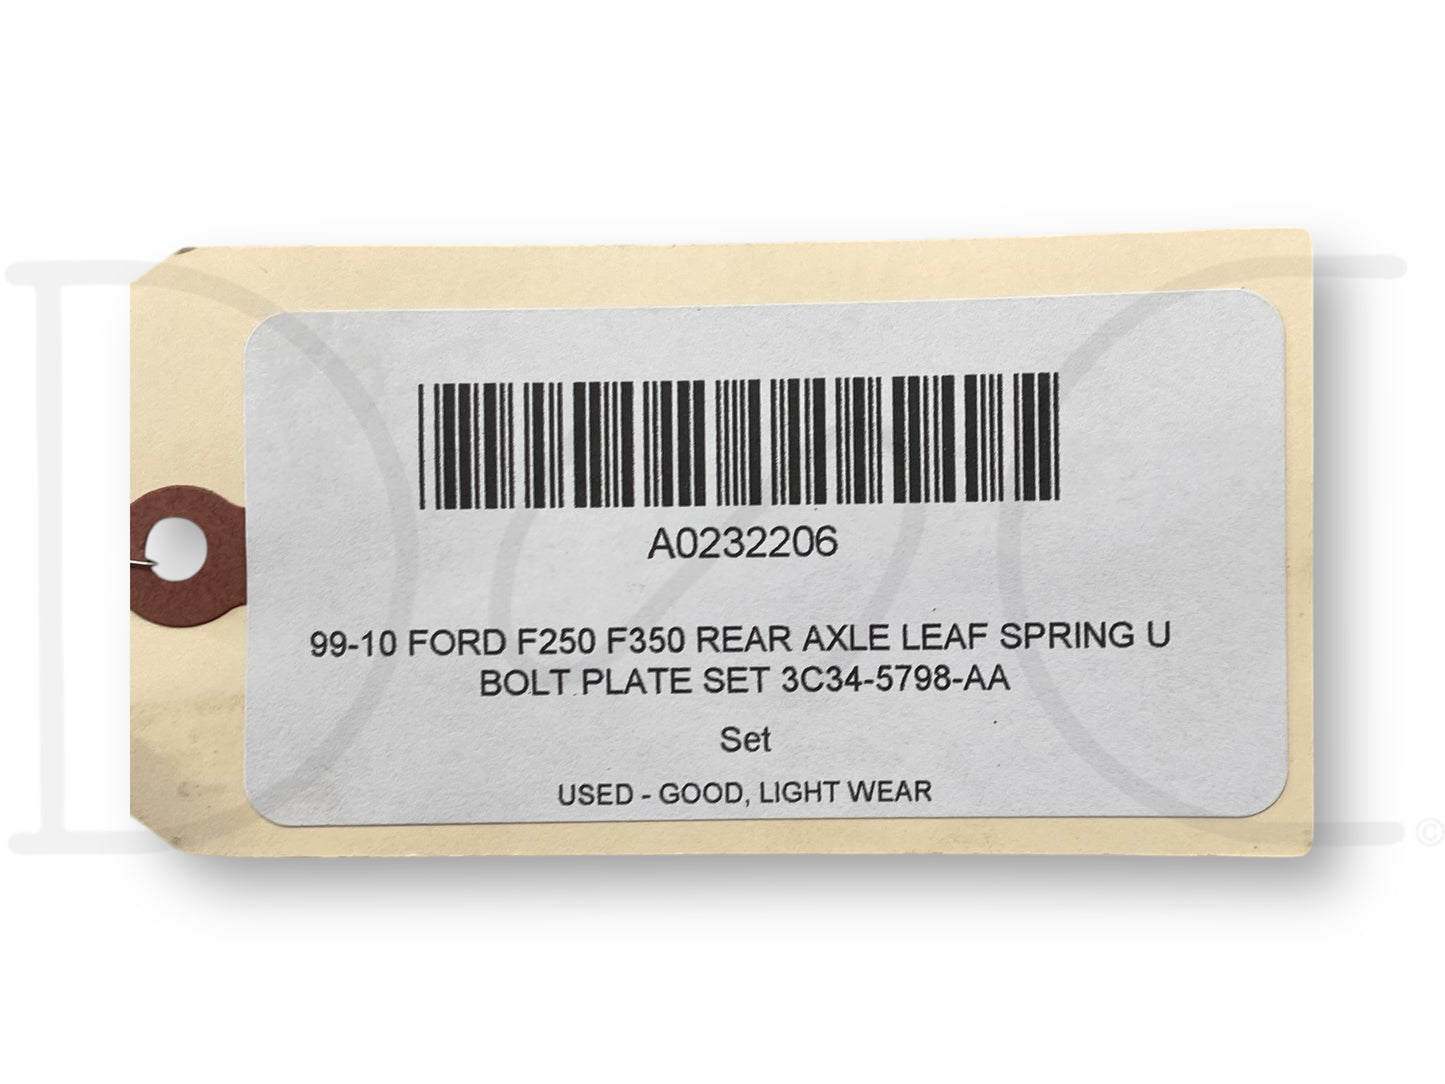 A0232206
99-10 FORD F250 F350 REAR AXLE LEAF SPRING U
BOLT PLATE SET 3C34-5798-AA
Set
USED - GOOD, LIGHT WEAR
©